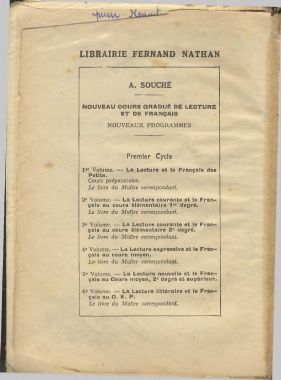 LIBRAIRIE FERNAND NATHAN
A. SOUCHÉ
NOUVEAU COURS GRADUÉ DE LECTURE
ET DE FRANÇAIS
NOUVEAUX PROGRAMMES
Premier Cycle
1er Volume. — La Lecture et le Français des
Petits.
Cours préparatoire.
Le livre du Maître correspondant.
2e Volume. — La Lecture courante et le Fran-
çais au cours élémentaire 1er degré.
Le livre du Maître correspondant.
3e Volume. — La Lecture courante et le Fran-
çais au cours élémentaire 2e degré.
Le livre du Maître correspondant.
4e Volume. — La Lecture expressive et le Fran-
çais au cours moyen.
Le livre du Maître correspondant.
5e Volume. — La Lecture nouvelle et le Fran-
çais au Cours moyen, 2e degré et supérieur.
Le livre du Maître correspondant.
Volume. — La Lecture littéraire et le Fran-
çais au C. E. P.
Le livre du Maître correspondant.